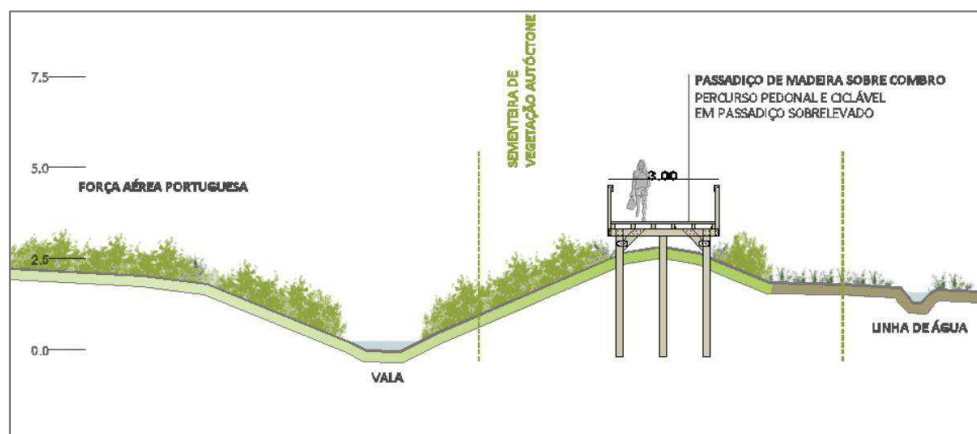 7.5
5.0
2.5
0.0
FORÇA AÉREA PORTUGUESA
VALA
SEMENTEIRA DE
VEGETAÇÃO AUTÓCTONE
3.00
PASSADIÇO DE MADEIRA SOBRE COMBRO
PERCURSO PEDONAL E CICLÁVEL
EM PASSADIÇO SOBRELEVADO
LINHA DE ÁGUA